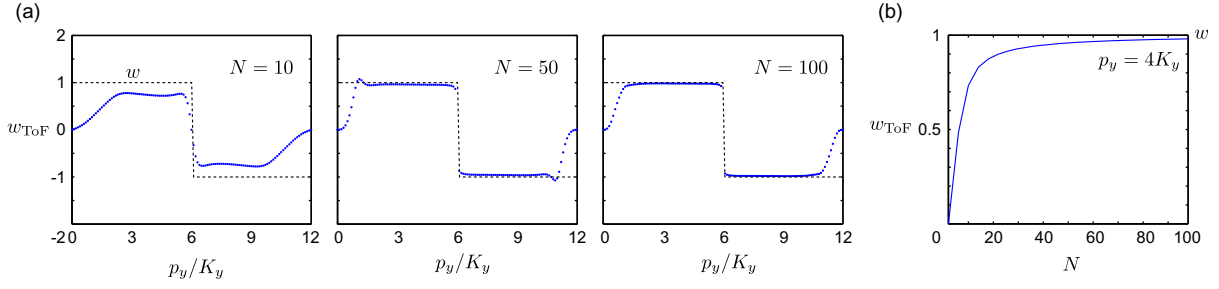 (a)
(b)
2
1
0
-1
-2
w_ToF
w
N = 10
N = 50
N = 100
0 3 6 9 12
0 3 6 9 12
0 3 6 9 12
p_y/K_y
p_y/K_y
p_y/K_y
1
0.5
0
w_ToF
w
p_y = 4K_y
20 40 60 80 100
N